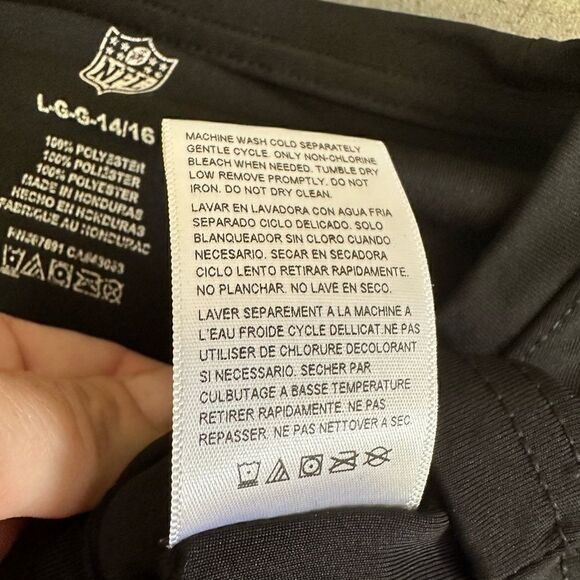 NFL
L-G-G-14/16
100% POLYESTER
100% POLIESTER
100% POLYESTER
MADE IN HONDURAS
HECHO EN HONDURAS
FABRIQUE AU HONDURAS
MACHINE WASH COLD SEPARATELY
GENTLE CYCLE. ONLY NON-CHLORINE
BLEACH WHEN NEEDED. TUMBLE DRY
LOW REMOVE PROMPTLY. DO NOT
IRON. DO NOT DRY CLEAN.
LAVAR EN LAVADORA CON AGUA FRIA
SEPARADO CICLO DELICADO. SOLO
BLANQUEADOR SIN CLORO CUANDO
NECESARIO. SECAR EN SECADORA
CICLO LENTO RETIRAR RAPIDAMENTE.
NO PLANCHAR. NO LAVE EN SECO.
LAVER SEPAREMENT A LA MACHINE A
L'EAU FROIDE CYCLE DELLICAT. NE PAS
UTILISER DE CHLORURE DECOLORANT
SI NECESSARIO. SECHER PAR
CULBUTAGE A BASSE TEMPERATURE
RETIRER RAPIDAMENTE. NE PAS
REPASSER. NE PAS NETTOVER A SEC